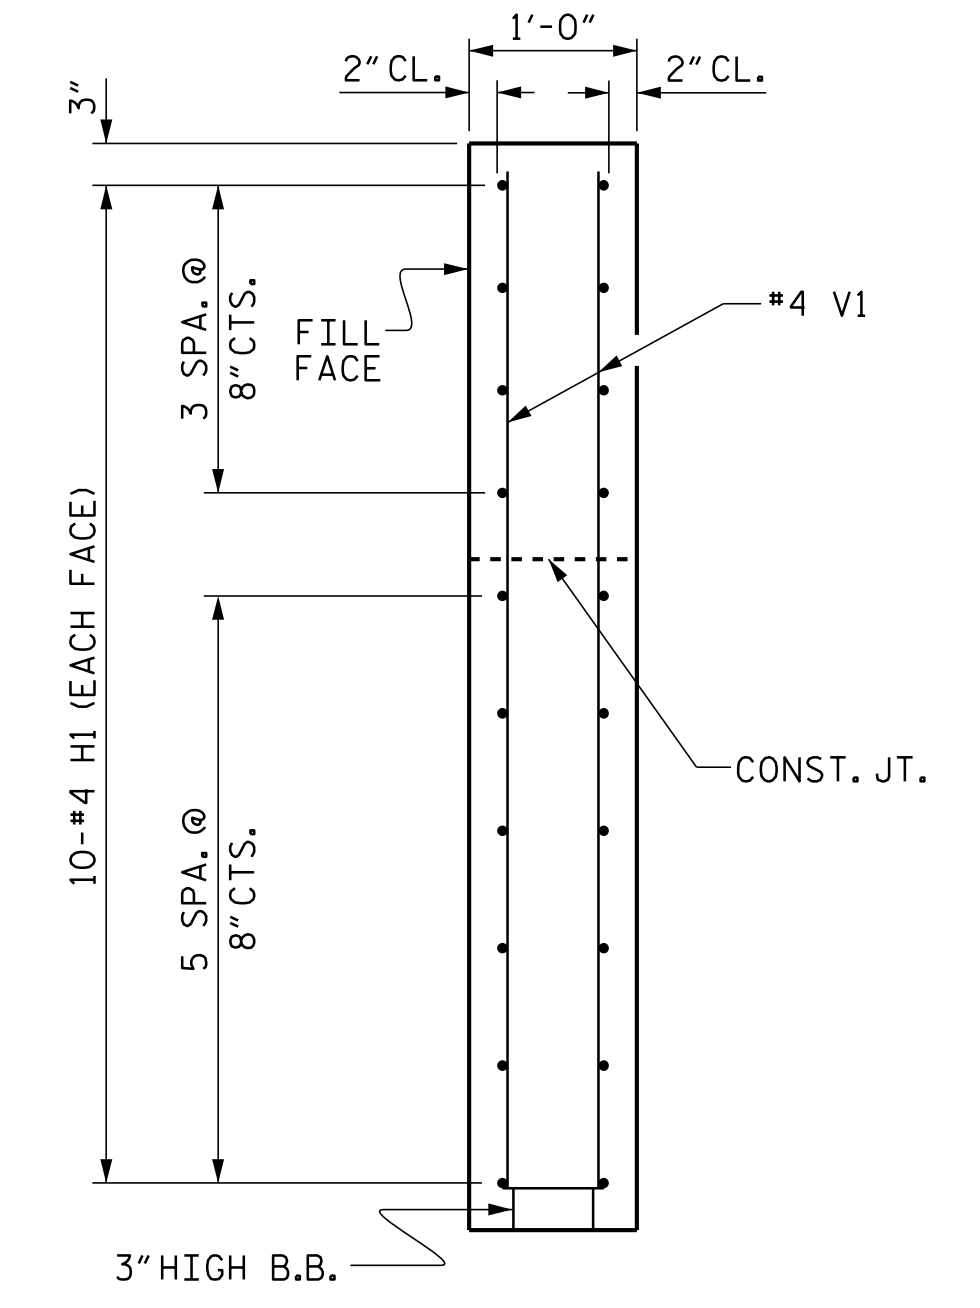 1'-0"
2" CL.
2" CL.
3"
FILL
FACE
3 SPA. @
8" CTS.
#4 V1
10-#4 H1 (EACH FACE)
CONST. JT.
5 SPA. @
8" CTS.
3" HIGH B.B.